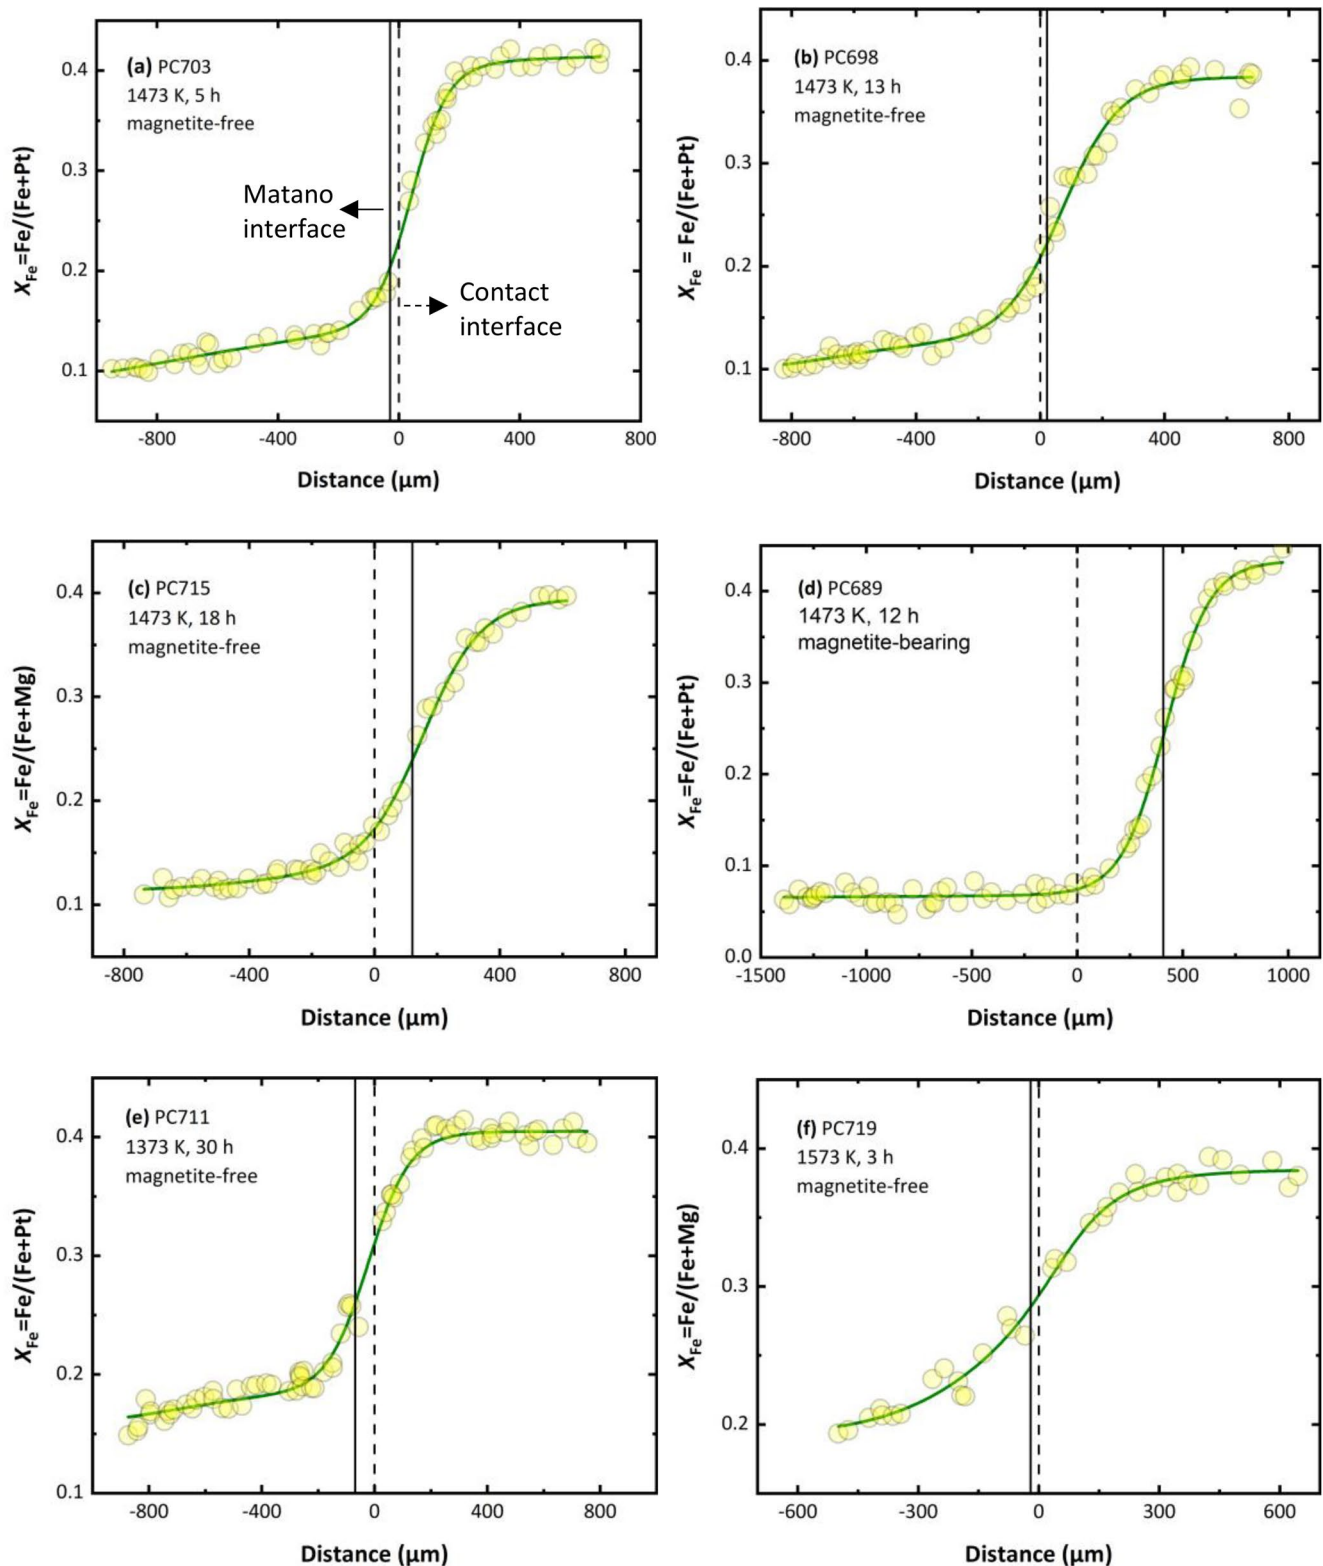 (a) PC703
1473 K, 5 h
magnetite-free
Matano
interface
Contact
interface
X_Fe=Fe/(Fe+Pt)
0.4
0.3
0.2
0.1
-800
-400
0
400
800
Distance (μm)
(b) PC698
1473 K, 13 h
magnetite-free
X_Fe = Fe/(Fe+Pt)
0.4
0.3
0.2
0.1
-800
-400
0
400
800
Distance (μm)
(c) PC715
1473 K, 18 h
magnetite-free
X_Fe=Fe/(Fe+Mg)
0.4
0.3
0.2
0.1
-800
-400
0
400
800
Distance (μm)
(d) PC689
1473 K, 12 h
magnetite-bearing
X_Fe=Fe/(Fe+Pt)
0.4
0.3
0.2
0.1
0.0
-1500
-1000
-500
0
500
1000
Distance (μm)
(e) PC711
1373 K, 30 h
magnetite-free
X_Fe=Fe/(Fe+Pt)
0.4
0.3
0.2
0.1
-800
-400
0
400
800
Distance (μm)
(f) PC719
1573 K, 3 h
magnetite-free
X_Fe=Fe/(Fe+Mg)
0.4
0.3
0.2
-600
-300
0
300
600
Distance (μm)